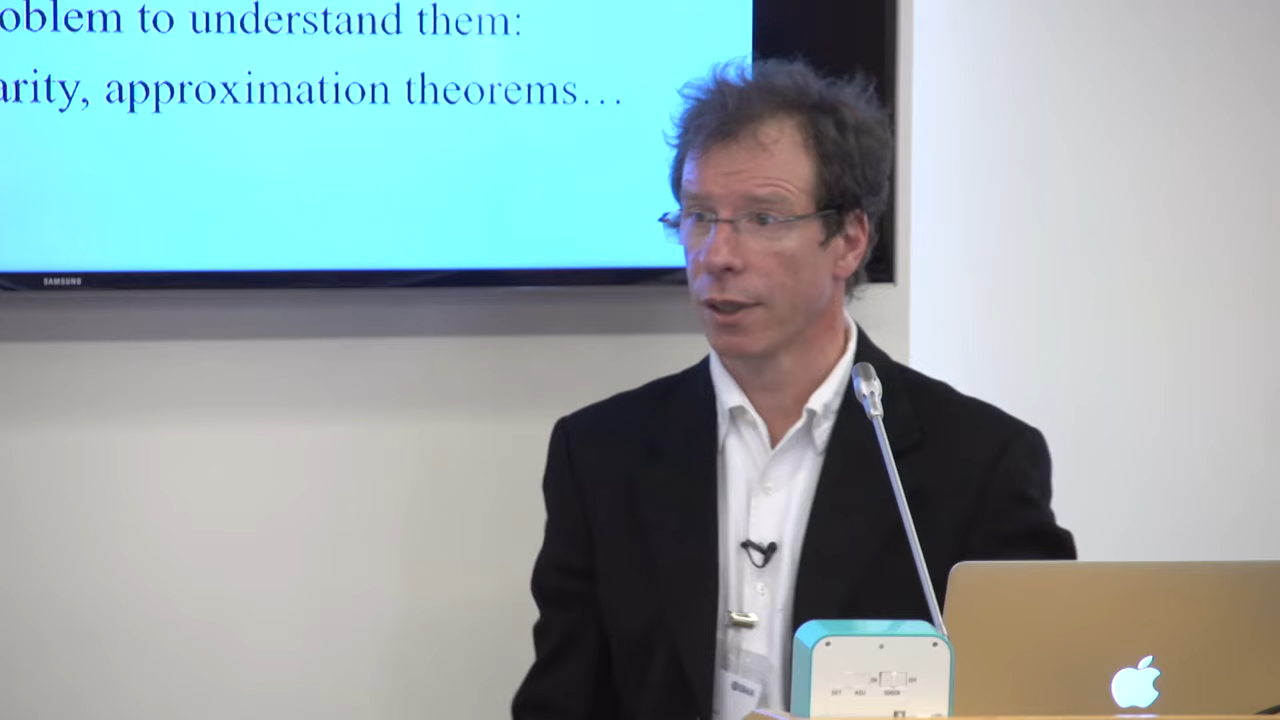 oblem to understand them:
arity, approximation theorems...
SAMSUNG